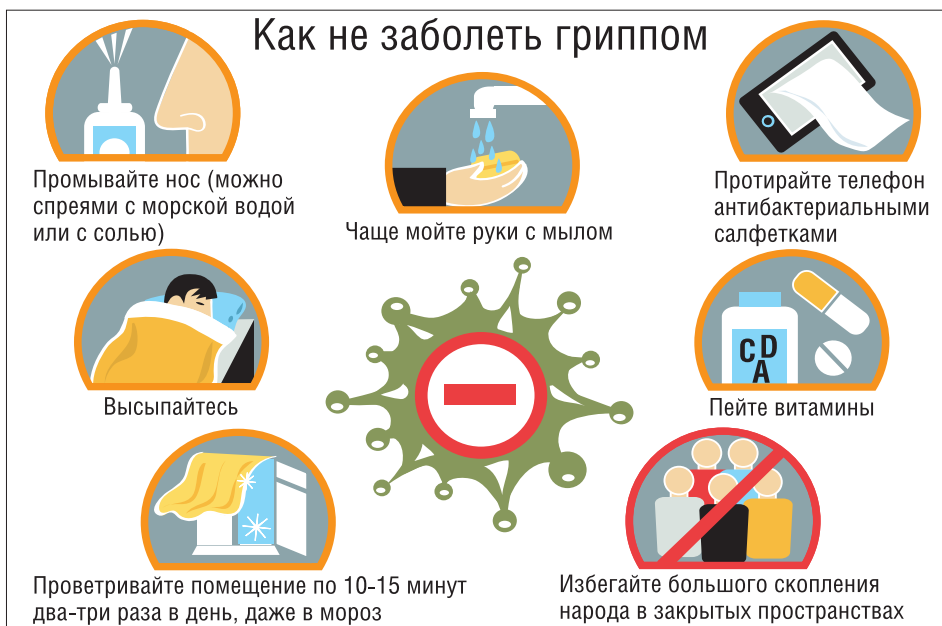 Как не заболеть гриппом
Промывайте нос (можно
спреями с морской водой
или с солью)
Чаще мойте руки с мылом
Протирайте телефон
антибактериальными
салфетками
Высыпайтесь
C D
A
Пейте витамины
Проветривайте помещение по 10-15 минут
два-три раза в день, даже в мороз
Избегайте большого скопления
народа в закрытых пространствах